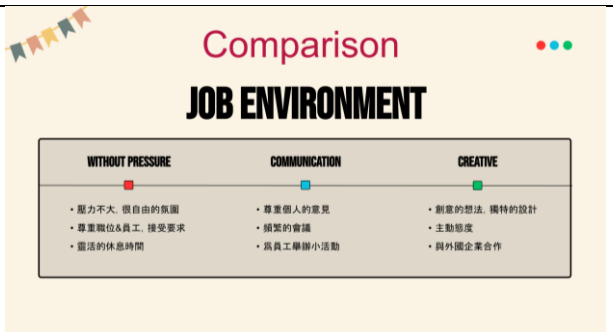 Comparison
JOB ENVIRONMENT
WITHOUT PRESSURE
COMMUNICATION
CREATIVE
• 壓力不大, 很自由的氛圍
• 尊重職位&員工, 接受要求
• 靈活的休息時間
• 尊重個人的意見
• 頻繁的會議
• 爲員工舉辦小活動
• 創意的想法, 獨特的設計
• 主動態度
• 與外國企業合作